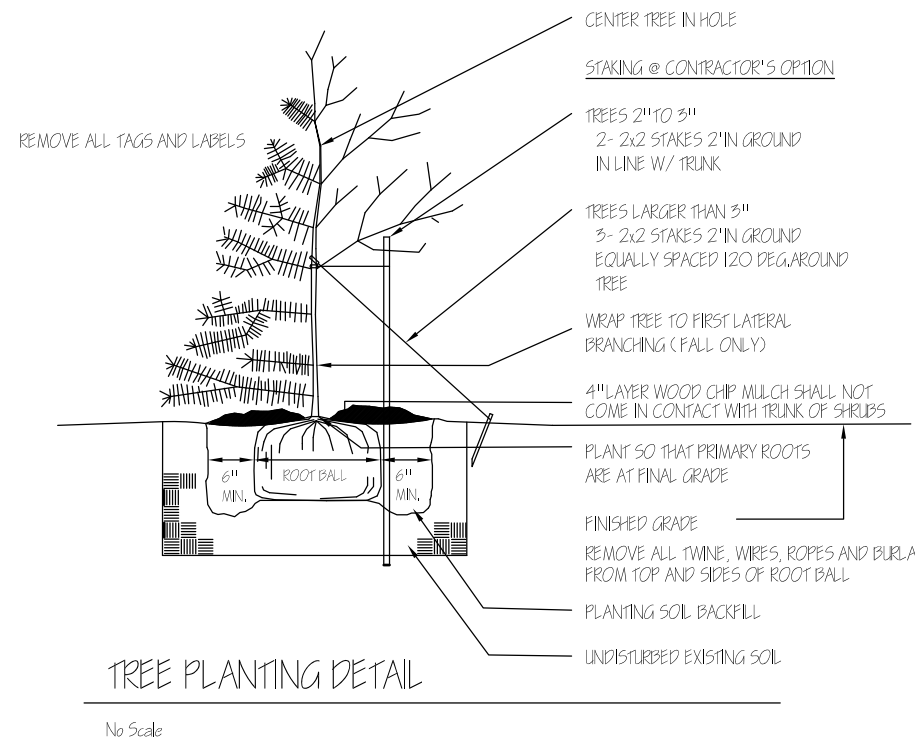 CENTER TREE IN HOLE
STAKING @ CONTRACTOR'S OPTION
REMOVE ALL TAGS AND LABELS
TREES 2" TO 3"
2- 2x2 STAKES 2' IN GROUND
IN LINE W/ TRUNK
TREES LARGER THAN 3"
3- 2x2 STAKES 2' IN GROUND
EQUALLY SPACED 120 DEG.AROUND
TREE
WRAP TREE TO FIRST LATERAL
BRANCHING (FALL ONLY)
4" LAYER WOOD CHIP MULCH SHALL NOT
COME IN CONTACT WITH TRUNK OF SHRUBS
PLANT SO THAT PRIMARY ROOTS
ARE AT FINAL GRADE
6"
MIN.
ROOT BALL
6"
MIN.
FINISHED GRADE
REMOVE ALL TWINE, WIRES, ROPES AND BURLA
FROM TOP AND SIDES OF ROOT BALL
PLANTING SOIL BACKFILL
UNDISTURBED EXISTING SOIL
TREE PLANTING DETAIL
No Scale